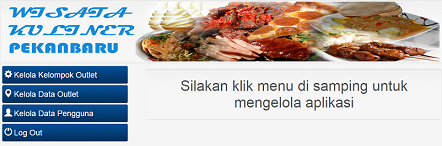 WISATA
KULINER
PEKANBARU
Kelola Kelompok Outlet
Kelola Data Outlet
Kelola Data Pengguna
Log Out
Silakan klik menu di samping untuk
mengelola aplikasi